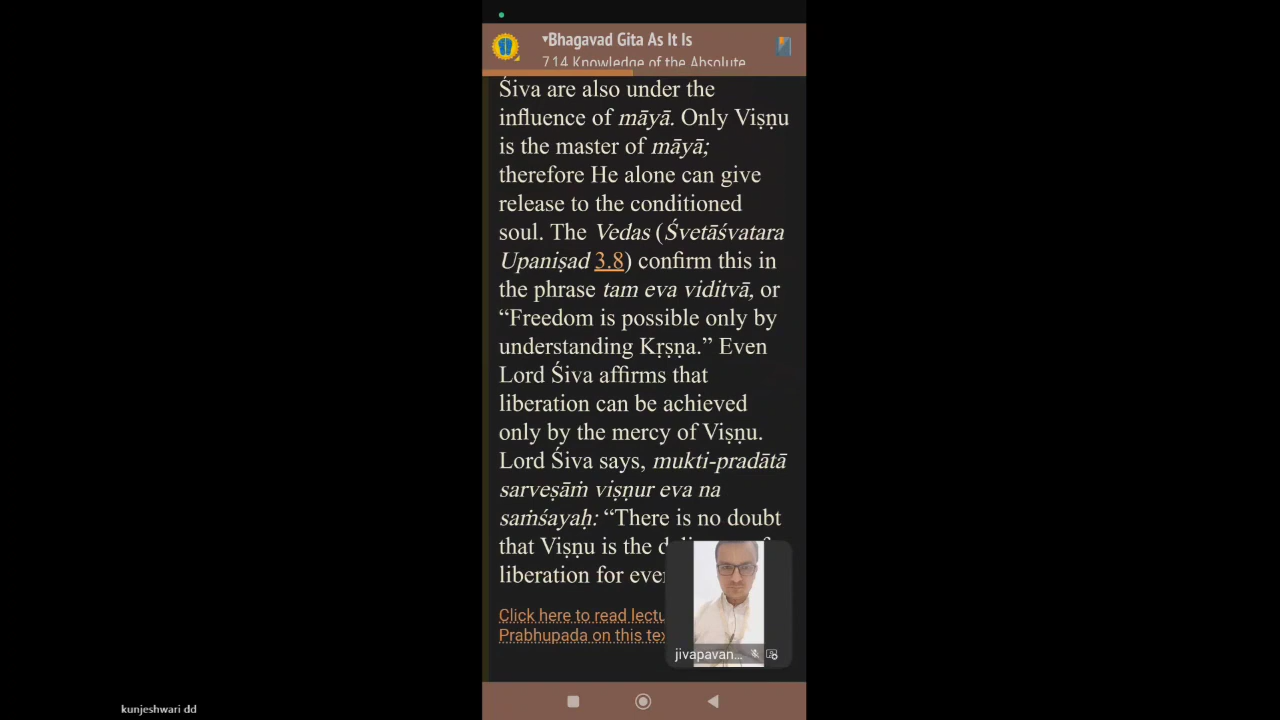 ▾Bhagavad Gita As It Is
7.14 Knowledge of the Absolute
Śiva are also under the
influence of māyā. Only Viṣṇu
is the master of māyā;
therefore He alone can give
release to the conditioned
soul. The Vedas (Śvetāśvatara
Upaniṣad 3.8) confirm this in
the phrase tam eva viditvā, or
“Freedom is possible only by
understanding Kṛṣṇa.” Even
Lord Śiva affirms that
liberation can be achieved
only by the mercy of Viṣṇu.
Lord Śiva says, mukti-pradātā
sarveṣāṁ viṣṇur eva na
saṁśayaḥ: “There is no doubt
that Viṣṇu is the
liberation for
Click here to read
Prabhupada on this
jivapavan...
kunjeshwari dd